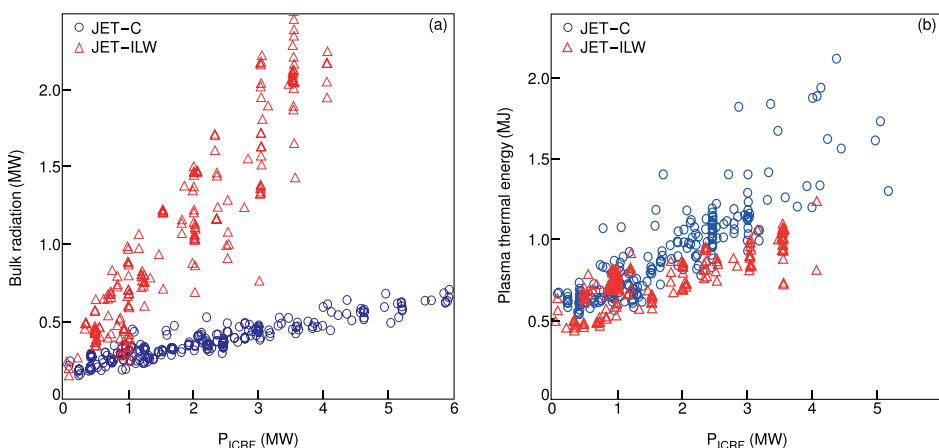 (a)
JET−C
JET−ILW
Bulk radiation (MW)
2.0
1.5
1.0
0.5
0
0 1 2 3 4 5 6
P_ICRF (MW)
(b)
JET−C
JET−ILW
Plasma thermal energy (MJ)
2.0
1.5
1.0
0.5
0
0 1 2 3 4 5
P_ICRF (MW)